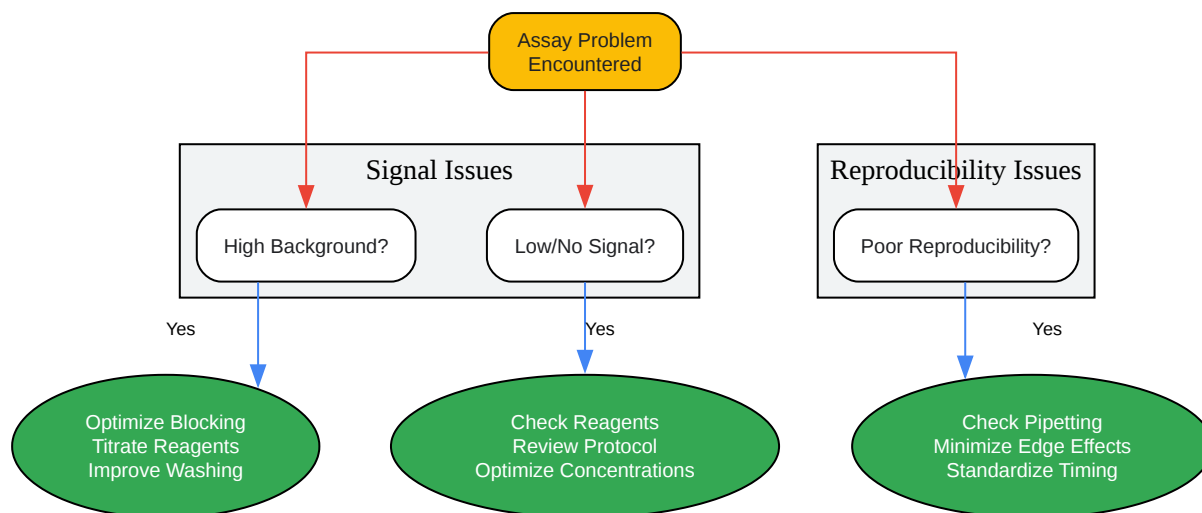 Assay Problem
Encountered
Signal Issues
Reproducibility Issues
High Background?
Low/No Signal?
Poor Reproducibility?
Yes
Yes
Yes
Optimize Blocking
Titrate Reagents
Improve Washing
Check Reagents
Review Protocol
Optimize Concentrations
Check Pipetting
Minimize Edge Effects
Standardize Timing